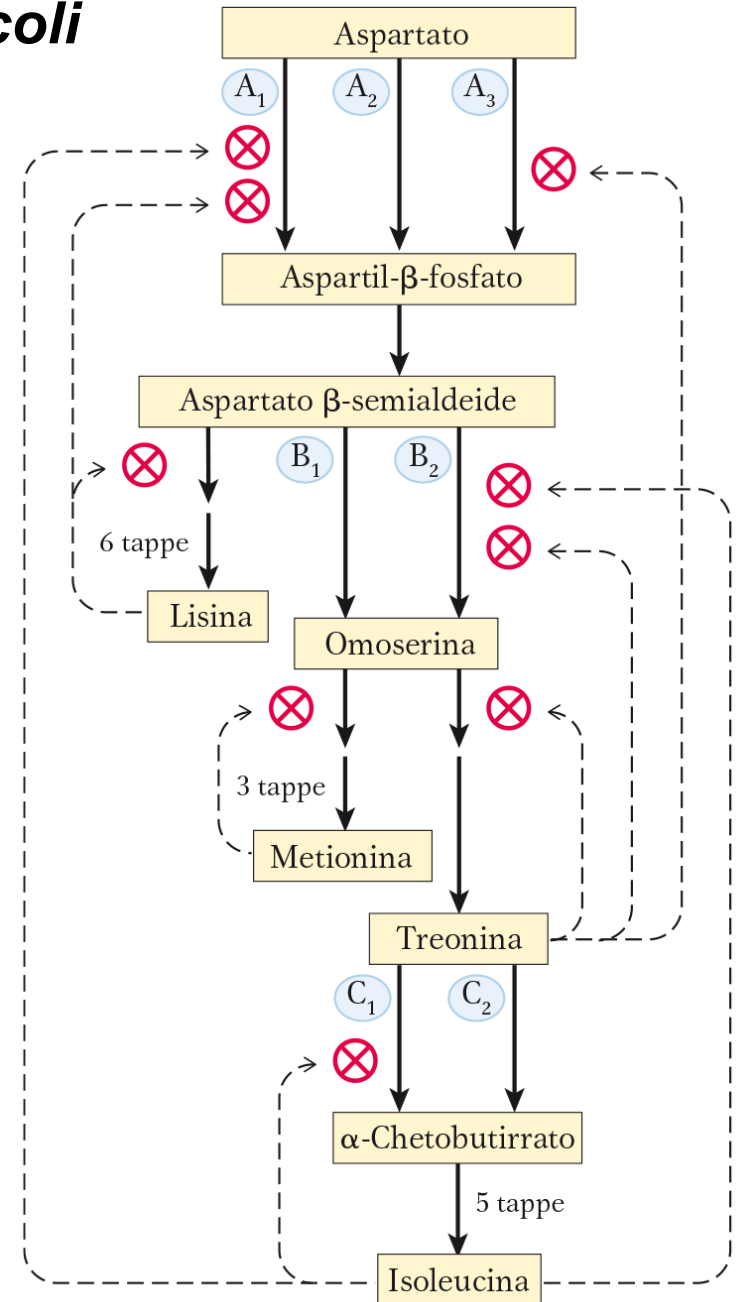 coli
Aspartato
A₁ A₂ A₃
Aspartil-β-fosfato
Aspartato β-semialdeide
B₁ B₂
6 tappe
Lisina
Omoserina
3 tappe
Metionina
Treonina
C₁ C₂
α-Chetobutirrato
5 tappe
Isoleucina